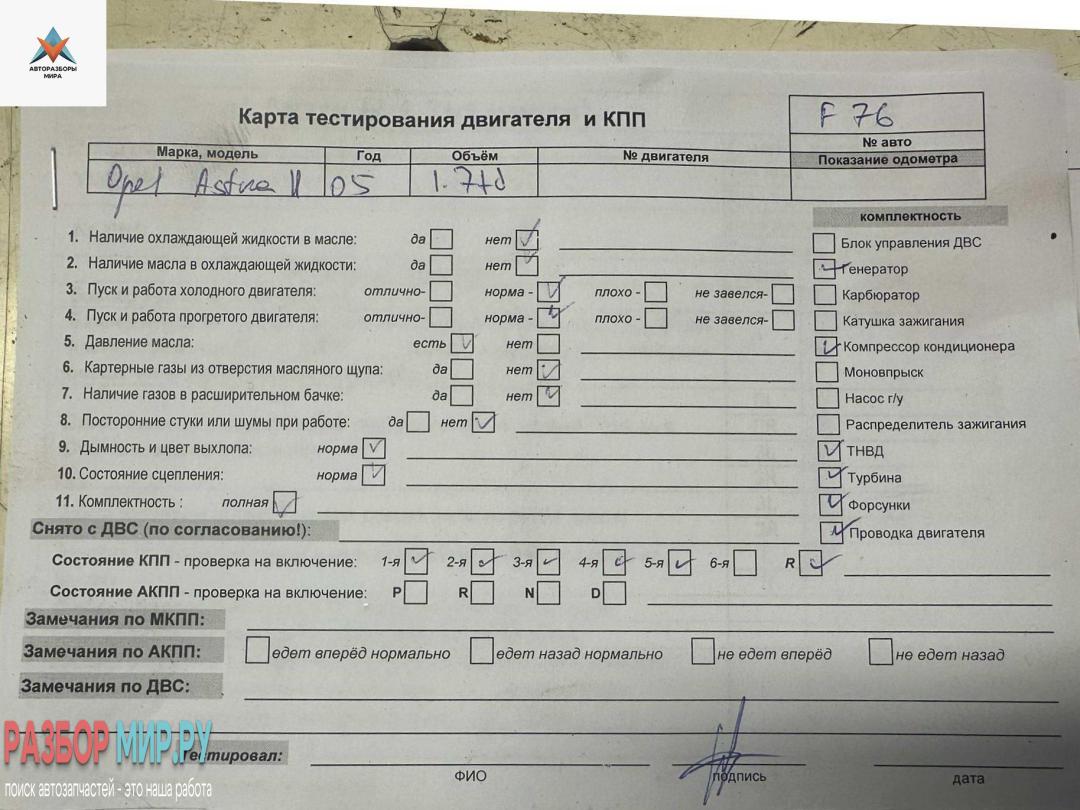 АВТОРАЗБОРЫ
МИРА
Карта тестирования двигателя и КПП
F 76
№ авто
Марка, модель Год Объём № двигателя Показание одометра
Opel Astra H 05 1.7td
комплектность
1. Наличие охлаждающей жидкости в масле: да нет
Блок управления ДВС
2. Наличие масла в охлаждающей жидкости: да нет
Генератор
3. Пуск и работа холодного двигателя: отлично- норма - плохо - не завелся-
Карбюратор
4. Пуск и работа прогретого двигателя: отлично- норма - плохо - не завелся-
Катушка зажигания
5. Давление масла: есть нет
Компрессор кондиционера
6. Картерные газы из отверстия масляного щупа: да нет
Моновпрыск
7. Наличие газов в расширительном бачке: да нет
Насос г/у
8. Посторонние стуки или шумы при работе: да нет
Распределитель зажигания
9. Дымность и цвет выхлопа: норма
ТНВД
10. Состояние сцепления: норма
Турбина
11. Комплектность : полная
Форсунки
Снято с ДВС (по согласованию!):
Проводка двигателя
Состояние КПП - проверка на включение: 1-я 2-я 3-я 4-я 5-я 6-я R
Состояние АКПП - проверка на включение: P R N D
Замечания по МКПП:
Замечания по АКПП: едет вперёд нормально едет назад нормально не едет вперёд не едет назад
Замечания по ДВС:
РАЗБОР МИР.РУ
Тестировал:
поиск автозапчастей - это наша работа
ФИО подпись дата